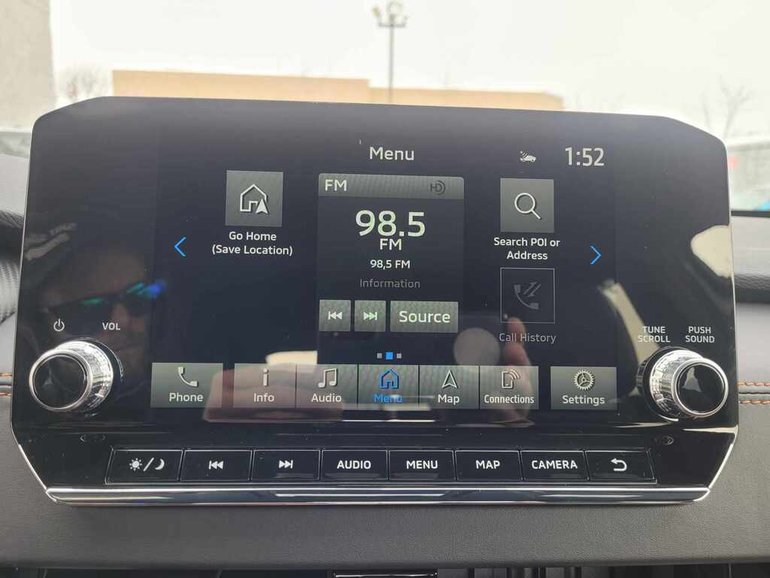 Menu
1:52
Go Home
(Save Location)
FM
HD
98.5
FM
98,5 FM
Information
Source
Search POI or
Address
Call History
VOL
TUNE
SCROLL
PUSH
SOUND
Phone
Info
Audio
Menu
Map
Connections
Settings
AUDIO
MENU
MAP
CAMERA